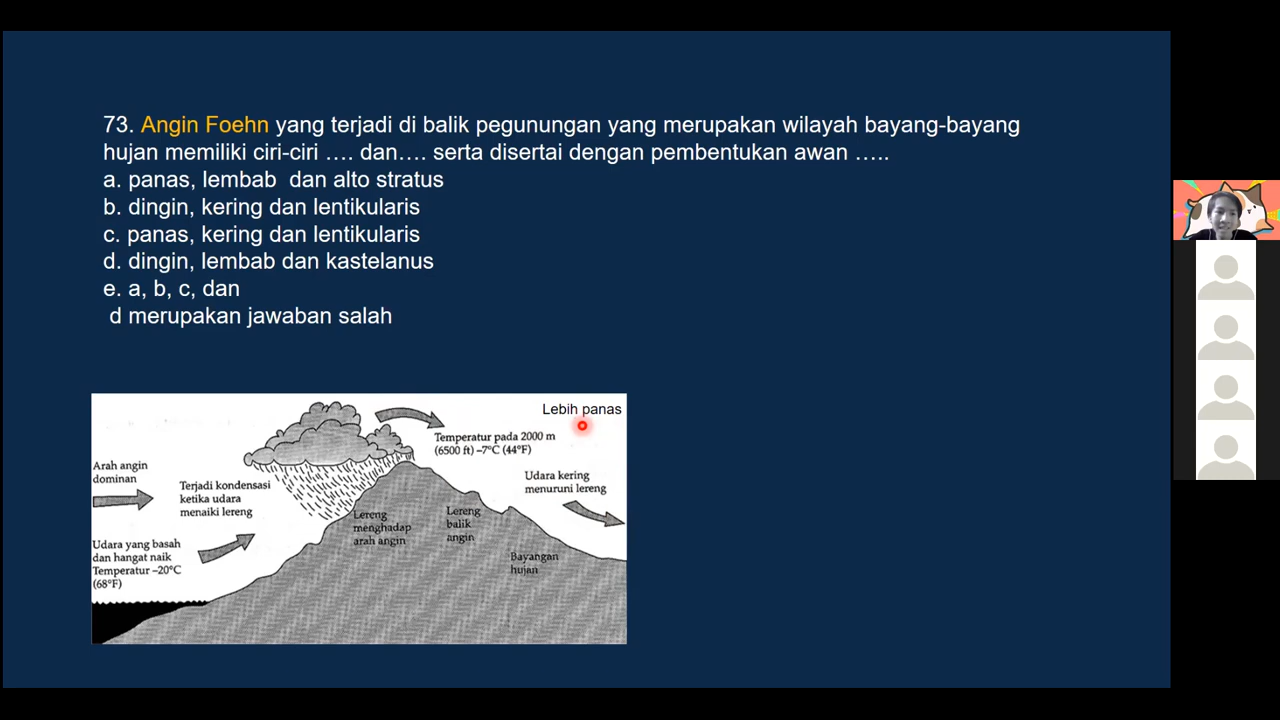 73. Angin Foehn yang terjadi di balik pegunungan yang merupakan wilayah bayang-bayang
hujan memiliki ciri-ciri .... dan.... serta disertai dengan pembentukan awan .....
a. panas, lembab  dan alto stratus
b. dingin, kering dan lentikularis
c. panas, kering dan lentikularis
d. dingin, lembab dan kastelanus
e. a, b, c, dan
d merupakan jawaban salah
Lebih panas
Temperatur pada 2000 m
(6500 ft) –7°C (44°F)
Arah angin
dominan
Terjadi kondensasi
ketika udara
menaiki lereng
Udara kering
menuruni lereng
Lereng
menghadap
arah angin
Lereng
balik
angin
Udara yang basah
dan hangat naik
Temperatur –20°C
(68°F)
Bayangan
hujan